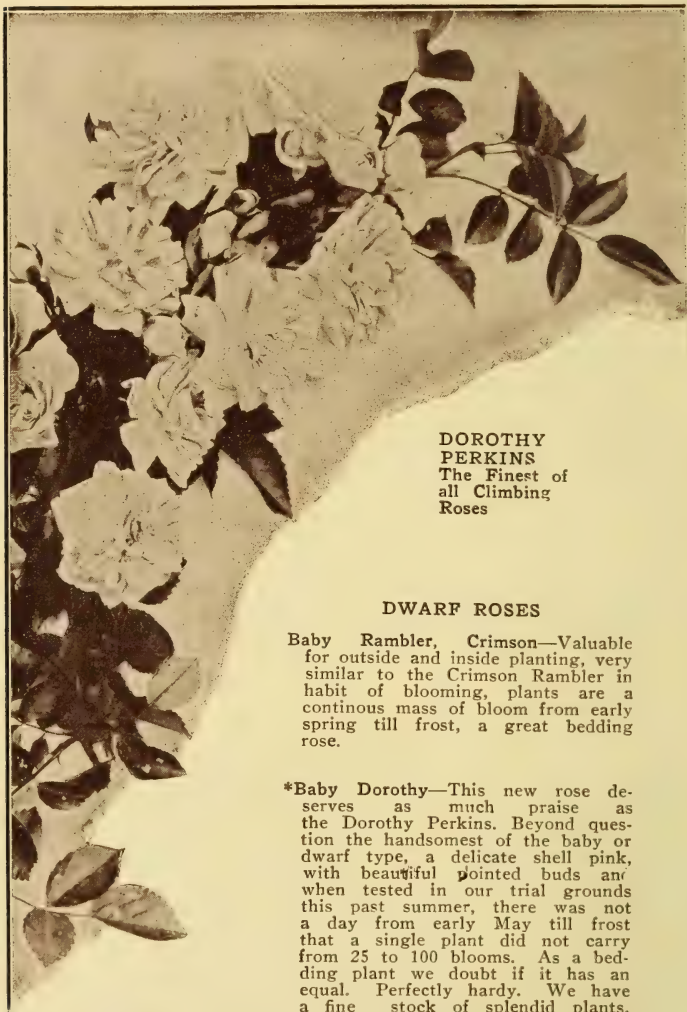 DOROTHY
PERKINS
The Finest of
all Climbing
Roses
DWARF ROSES
Baby Rambler, Crimson—Valuable
for outside and inside planting, very
similar to the Crimson Rambler in
habit of blooming, plants are a
continous mass of bloom from early
spring till frost, a great bedding
rose.
*Baby Dorothy—This new rose de-
serves as much praise as
the Dorothy Perkins. Beyond ques-
tion the handsomest of the baby or
dwarf type, a delicate shell pink,
with beautiful pointed buds and
when tested in our trial grounds
this past summer, there was not
a day from early May till frost
that a single plant did not carry
from 25 to 100 blooms. As a bed-
ding plant we doubt if it has an
equal. Perfectly hardy. We have
a fine stock of splendid plants.